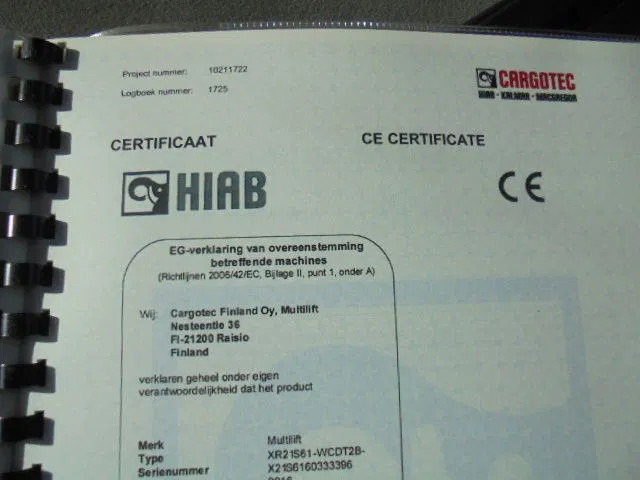 Project nummer: 10211722
Logboek nummer: 1725
CARGOTEC
HIAB · KALMAR · MACGREGOR
CERTIFICAAT
CE CERTIFICATE
HIAB
CE
EG-verklaring van overeenstemming
betreffende machines
(Richtlijnen 2006/42/EC, Bijlage II, punt 1, onder A)
Wij: Cargotec Finland Oy, Multilift
Nesteentie 36
FI-21200 Raisio
Finland
verklaren geheel onder eigen
verantwoordelijkheid dat het product
Merk Multilift
Type XR21S61-WCDT2B-
Serienummer X21S6160333396